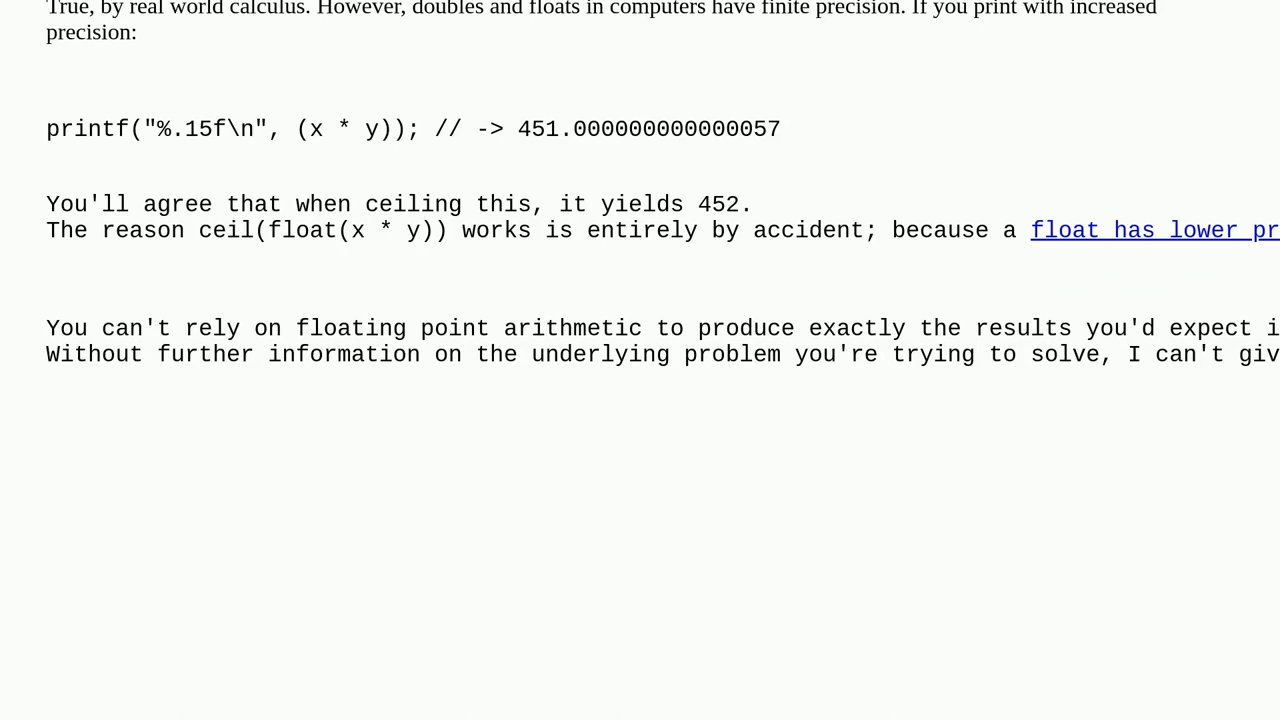 True, by real world calculus. However, doubles and floats in computers have finite precision. If you print with increased
precision:
printf("%.15f\n", (x * y)); // -> 451.000000000000057
You'll agree that when ceiling this, it yields 452.
The reason ceil(float(x * y)) works is entirely by accident; because a float has lower pr
You can't rely on floating point arithmetic to produce exactly the results you'd expect i
Without further information on the underlying problem you're trying to solve, I can't giv